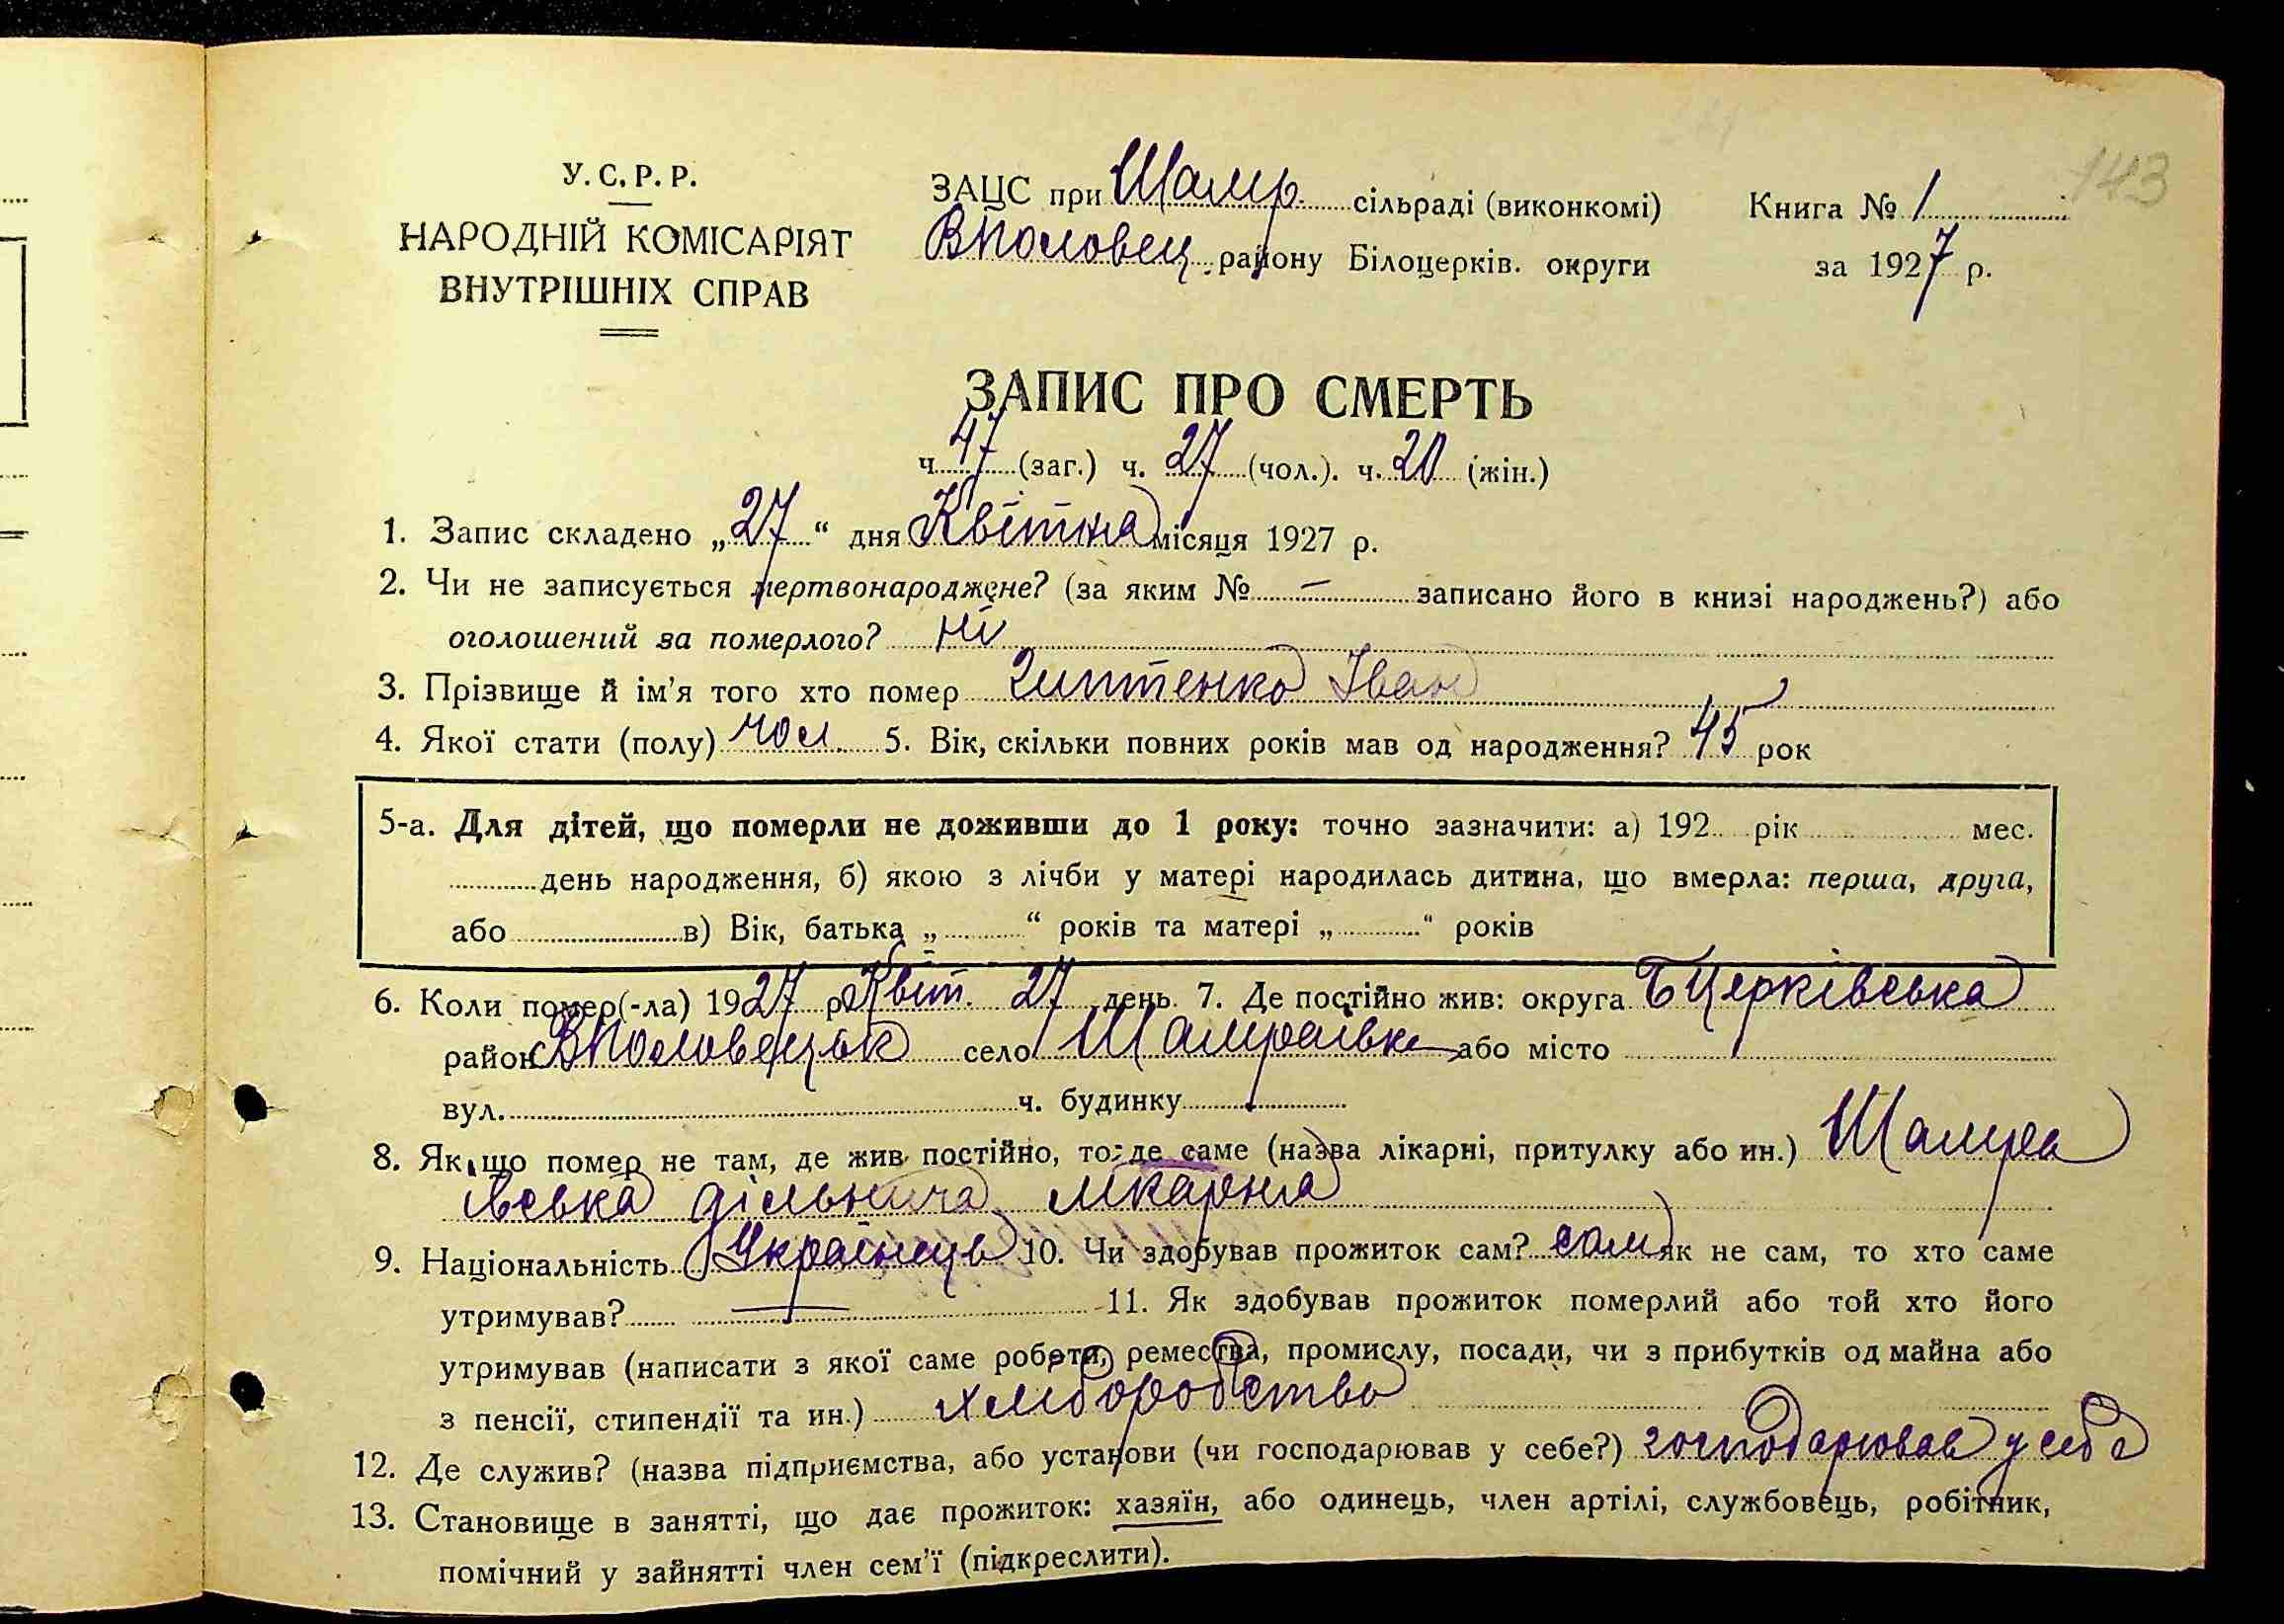 143
У. С. Р. Р.
НАРОДНІЙ КОМІСАРІЯТ
ВНУТРІШНІХ СПРАВ
ЗАЦС при Шамр. сільраді (виконкомі)
ВПоловец. району Білоцерків. округи
Книга № 1
за 1927 р.
ЗАПИС ПРО СМЕРТЬ
ч. 47 (заг.) ч. 27 (чол.). ч. 20 (жін.)
1. Запис складено „27“ дня Квітня місяця 1927 р.
2. Чи не записується мертвонароджене? (за яким № — записано його в книзі народжень?) або
оголошений за померлого? ні
3. Прізвище й ім’я того хто помер Іван
4. Якої стати (полу) чол. 5. Вік, скільки повних років мав од народження? 45 рок
5-а. Для дітей, що померли не доживши до 1 року: точно зазначити: а) 192 рік мес.
день народження, б) якою з лічби у матері народилась дитина, що вмерла: перша, друга,
або в) Вік, батька „ “ років та матері „ “ років
6. Коли помер(-ла) 1927 р. Квіт. 27 день. 7. Де постійно жив: округа БЦерківська
район ВПоловецьк село Шамраївка або місто
вул. ч. будинку
8. Якщо помер не там, де жив постійно, то де саме (назва лікарні, притулку або ин.) Шамра
ївська дільнича лікарня
9. Національність Українець 10. Чи здобував прожиток сам? сам як не сам, то хто саме
утримував? — 11. Як здобував прожиток померлий або той хто його
утримував (написати з якої саме роботи, ремества, промислу, посади, чи з прибутків од майна або
з пенсії, стипендії та ин.) хліборобство
12. Де служив? (назва підприємства, або установи (чи господарював у себе?) господарював у себе
13. Становище в занятті, що дає прожиток: хазяїн, або одинець, член артілі, службовець, робітник,
помічний у зайнятті член сем’ї (підкреслити).